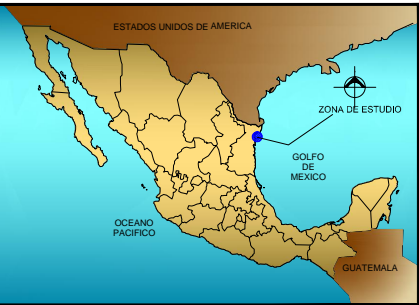 ESTADOS UNIDOS DE AMERICA
ZONA DE ESTUDIO
GOLFO
DE
MEXICO
OCEANO
PACIFICO
GUATEMALA